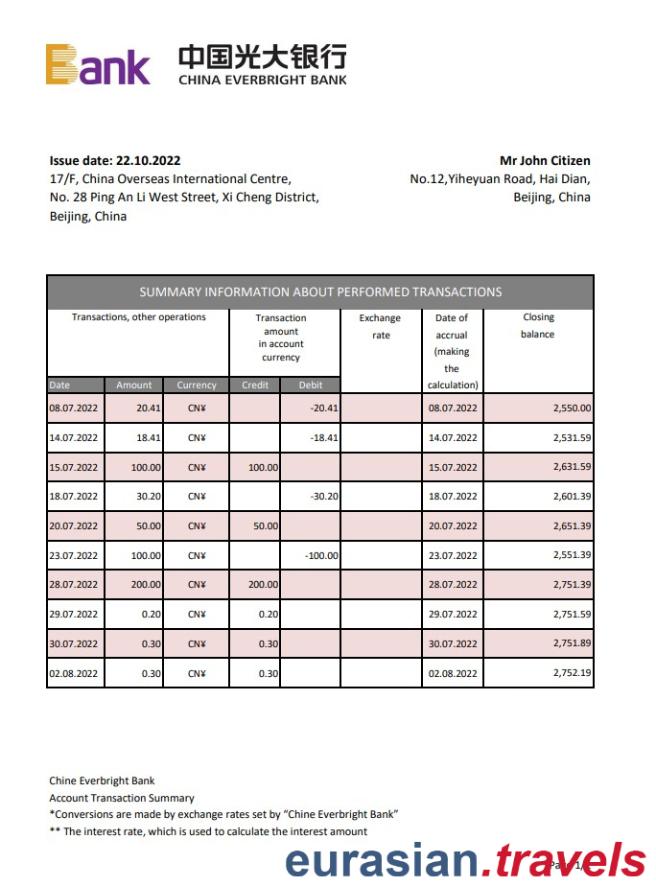 Bank 中国光大银行
CHINA EVERBRIGHT BANK
Issue date: 22.10.2022
17/F, China Overseas International Centre,
No. 28 Ping An Li West Street, Xi Cheng District,
Beijing, China
Mr John Citizen
No.12,Yiheyuan Road, Hai Dian,
Beijing, China
SUMMARY INFORMATION ABOUT PERFORMED TRANSACTIONS
Transactions, other operations
Transaction
amount
in account
currency
Exchange
rate
Date of
accrual
(making
the
calculation)
Closing
balance
Date Amount Currency Credit Debit
08.07.2022 20.41 CN¥ -20.41 08.07.2022 2,550.00
14.07.2022 18.41 CN¥ -18.41 14.07.2022 2,531.59
15.07.2022 100.00 CN¥ 100.00 15.07.2022 2,631.59
18.07.2022 30.20 CN¥ -30.20 18.07.2022 2,601.39
20.07.2022 50.00 CN¥ 50.00 20.07.2022 2,651.39
23.07.2022 100.00 CN¥ -100.00 23.07.2022 2,551.39
28.07.2022 200.00 CN¥ 200.00 28.07.2022 2,751.39
29.07.2022 0.20 CN¥ 0.20 29.07.2022 2,751.59
30.07.2022 0.30 CN¥ 0.30 30.07.2022 2,751.89
02.08.2022 0.30 CN¥ 0.30 02.08.2022 2,752.19
Chine Everbright Bank
Account Transaction Summary
*Conversions are made by exchange rates set by “Chine Everbright Bank”
** The interest rate, which is used to calculate the interest amount
eurasian.travels